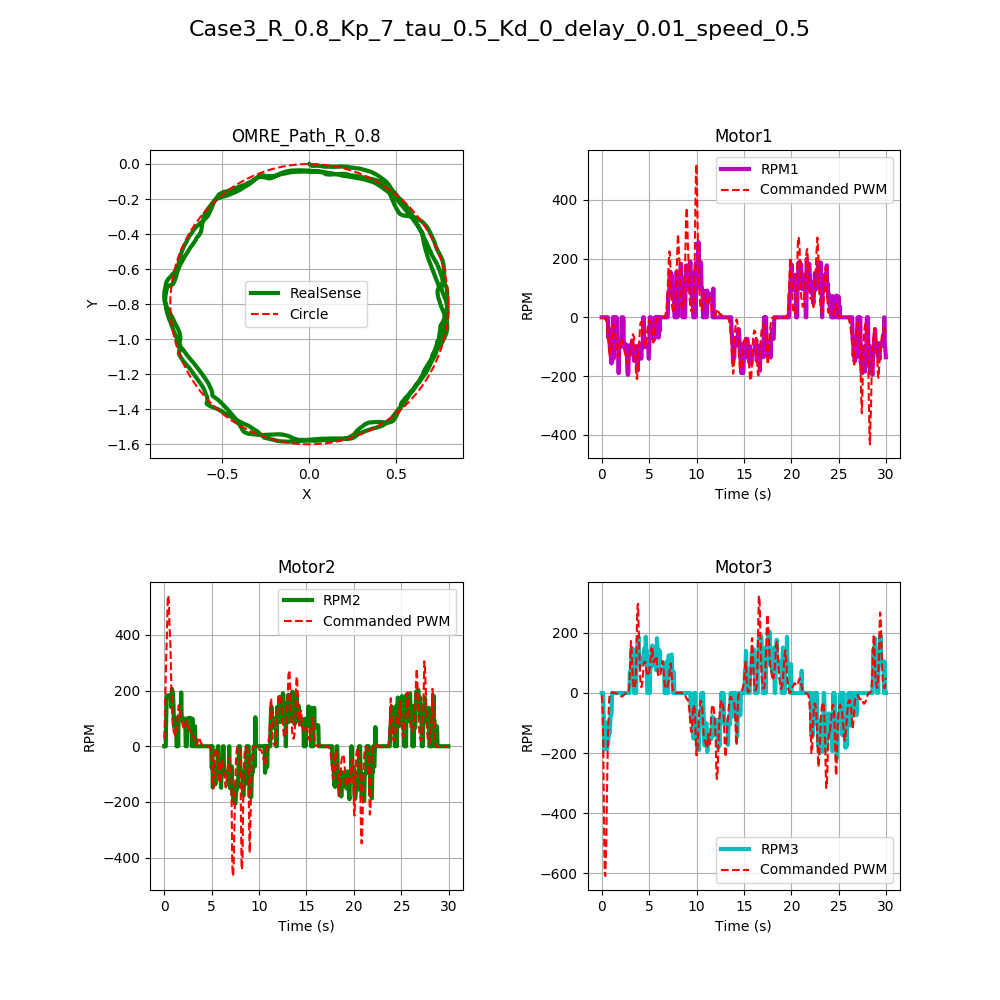 Case3_R_0.8_Kp_7_tau_0.5_Kd_0_delay_0.01_speed_0.5
OMRE_Path_R_0.8
0.0
−0.2
−0.4
−0.6
−0.8
−1.0
−1.2
−1.4
−1.6
Y
RealSense
Circle
−0.5
0.0
0.5
X
Motor1
400
200
0
−200
−400
RPM
RPM1
Commanded PWM
0
5
10
15
20
25
30
Time (s)
Motor2
400
200
0
−200
−400
RPM
RPM2
Commanded PWM
0
5
10
15
20
25
30
Time (s)
Motor3
200
0
−200
−400
−600
RPM
RPM3
Commanded PWM
0
5
10
15
20
25
30
Time (s)